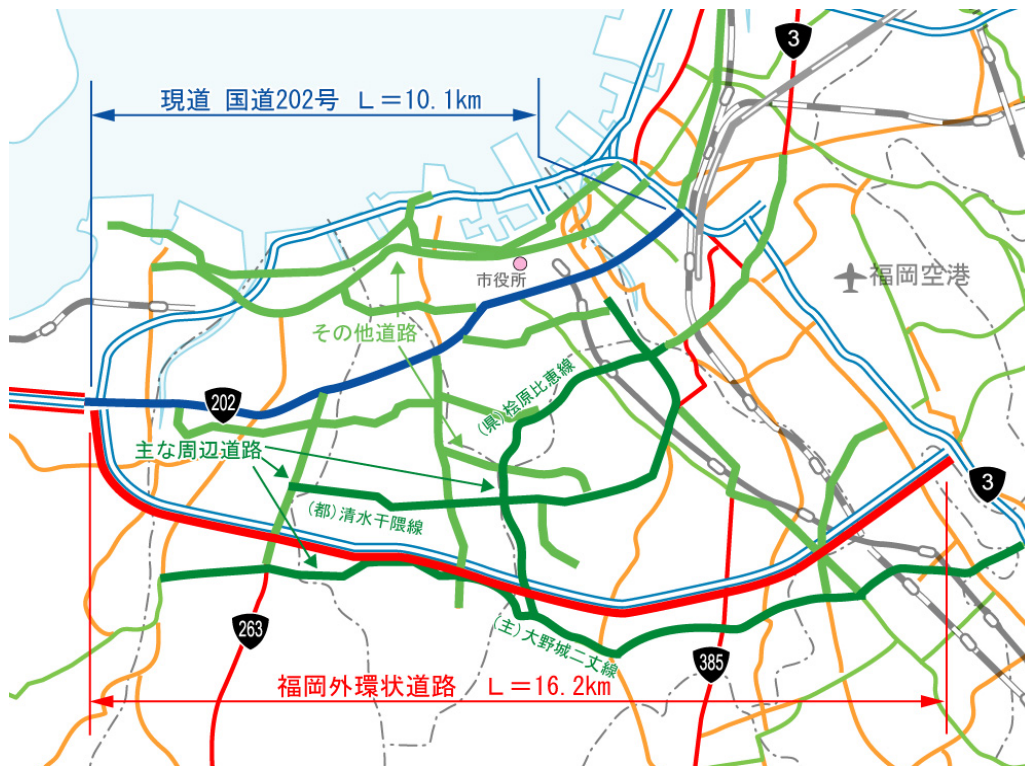 3
現道 国道202号 L=10.1km
市役所
福岡空港
その他道路
(県)桧原比恵線
202
主な周辺道路
3
(都)清水干隈線
263
(主)大野城二丈線
385
福岡外環状道路 L=16.2km